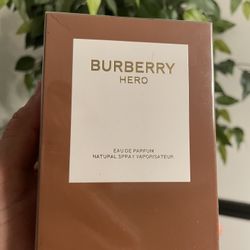 BURBERRY
HERO
EAU DE PARFUM
NATURAL SPRAY VAPORISATEUR